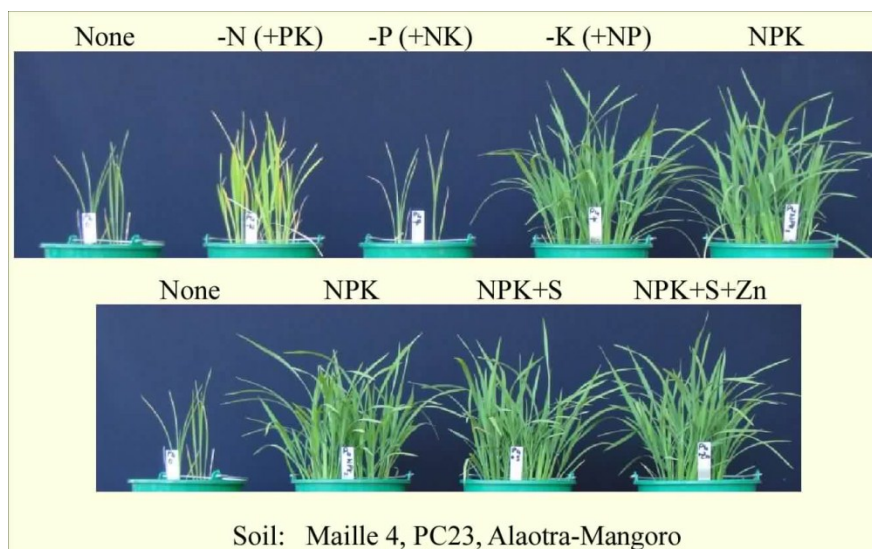 None -N (+PK) -P (+NK) -K (+NP) NPK
None NPK NPK+S NPK+S+Zn
Soil: Maille 4, PC23, Alaotra-Mangoro